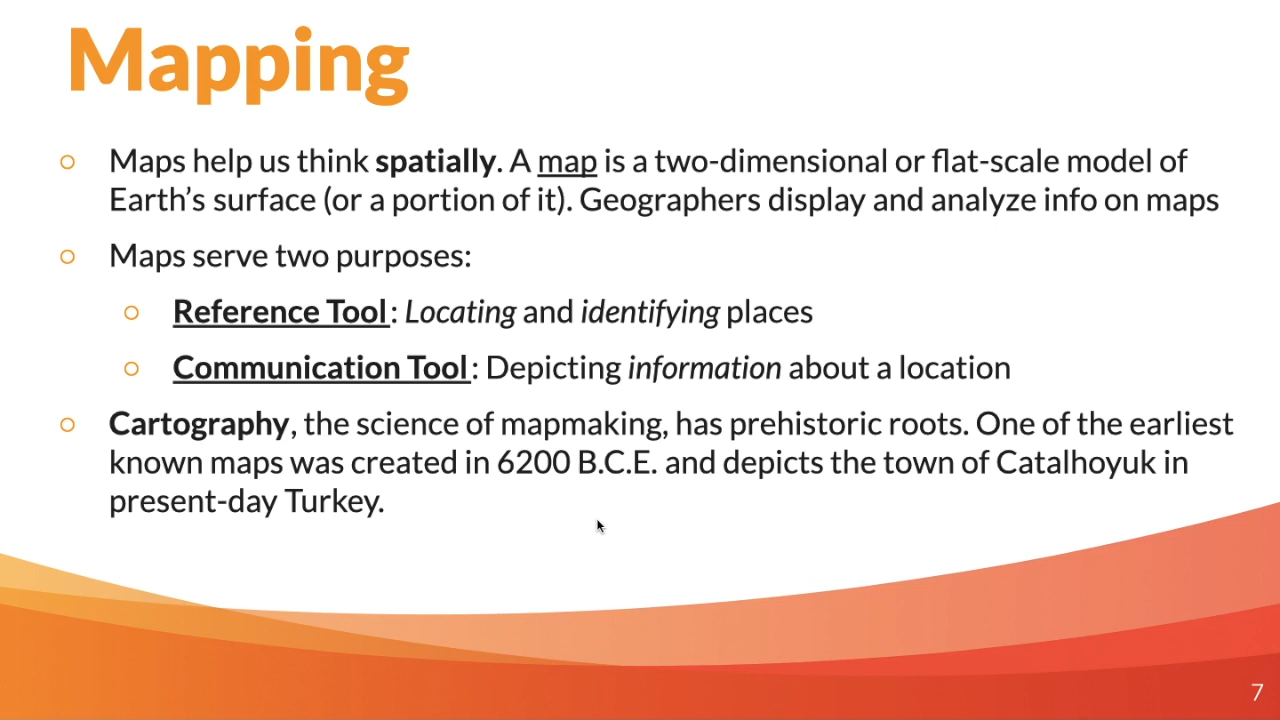 Mapping
Maps help us think spatially. A map is a two-dimensional or flat-scale model of
Earth’s surface (or a portion of it). Geographers display and analyze info on maps
Maps serve two purposes:
Reference Tool: Locating and identifying places
Communication Tool: Depicting information about a location
Cartography, the science of mapmaking, has prehistoric roots. One of the earliest
known maps was created in 6200 B.C.E. and depicts the town of Catalhoyuk in
present-day Turkey.
7